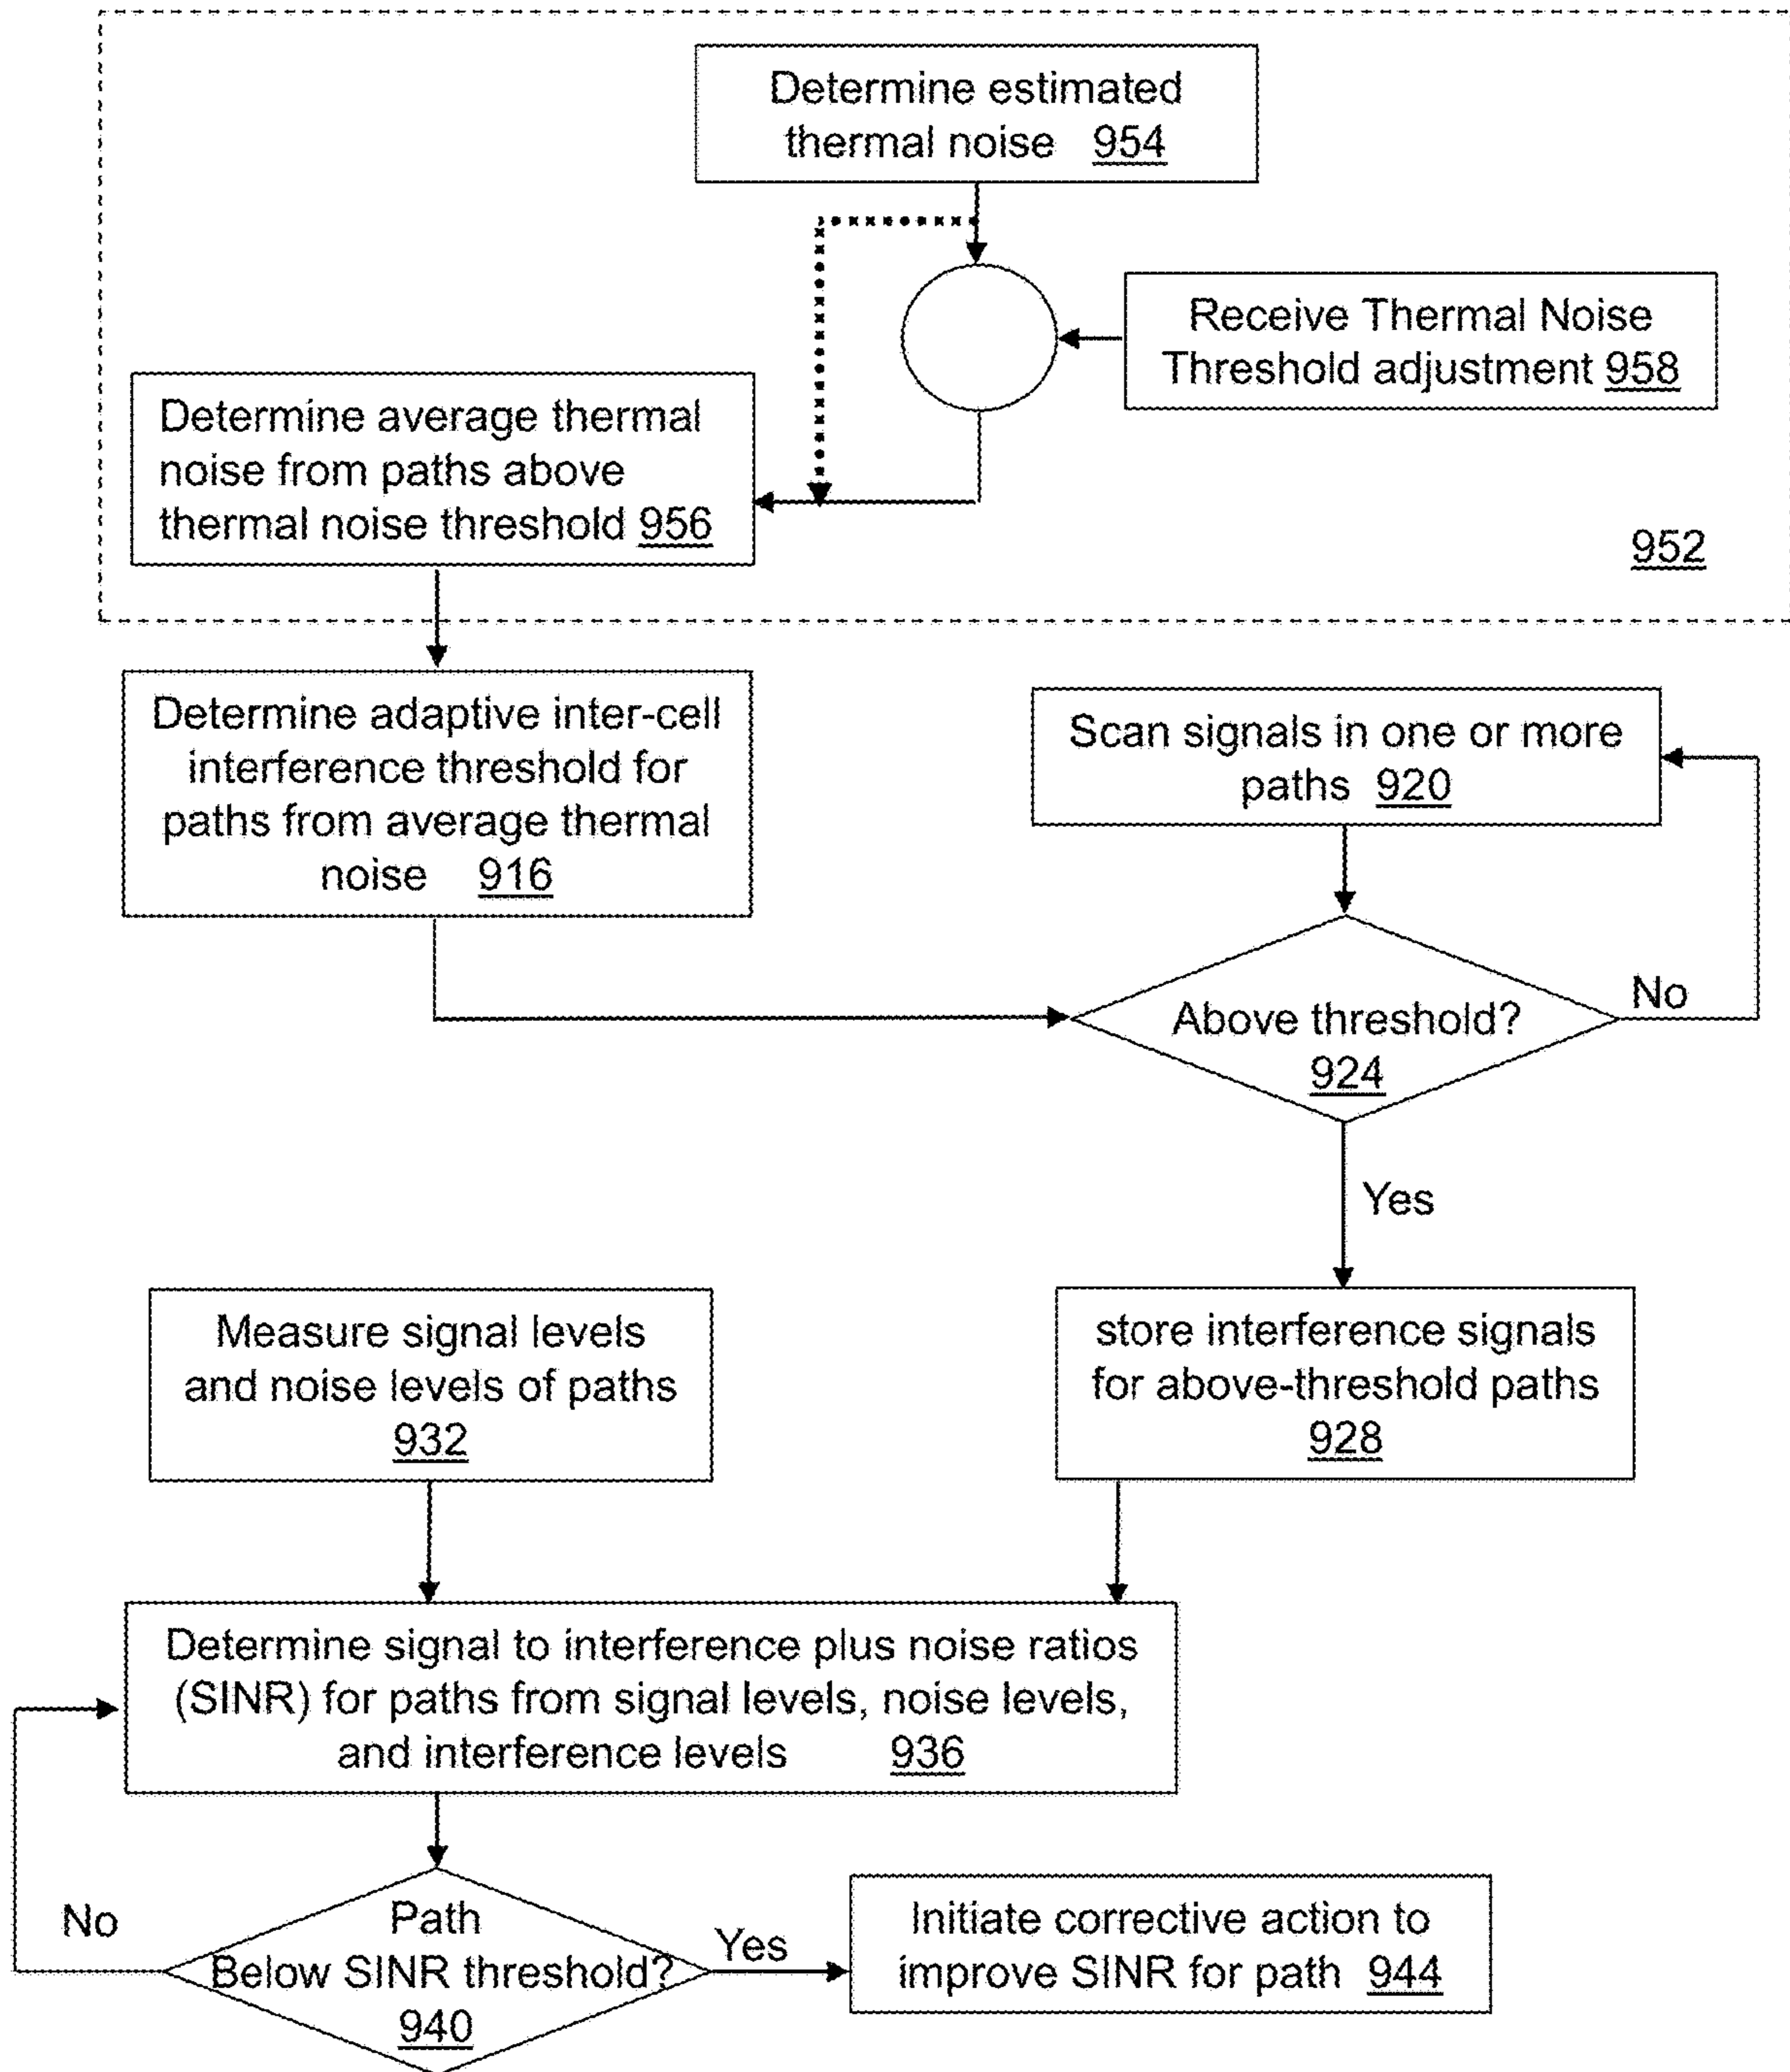 Determine estimated
thermal noise 954
Receive Thermal Noise
Threshold adjustment 958
Determine average thermal
noise from paths above
thermal noise threshold 956
952
Determine adaptive inter-cell
interference threshold for
paths from average thermal
noise 916
Scan signals in one or more
paths 920
Above threshold?
924
No
Yes
Measure signal levels
and noise levels of paths
932
store interference signals
for above-threshold paths
928
Determine signal to interference plus noise ratios
(SINR) for paths from signal levels, noise levels,
and interference levels 936
No
Path
Below SINR threshold?
940
Yes
Initiate corrective action to
improve SINR for path 944